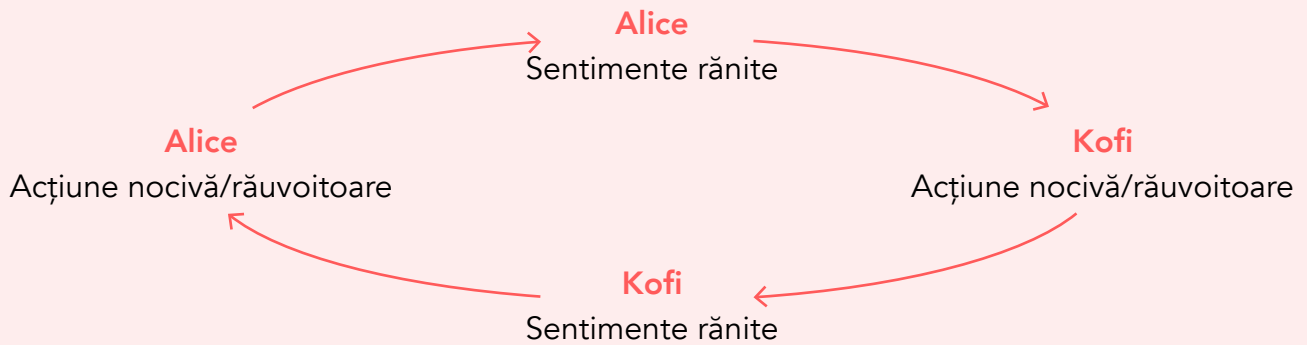 Alice
Sentimente rănite
Alice
Acțiune nocivă/răuvoitoare
Kofi
Acțiune nocivă/răuvoitoare
Kofi
Sentimente rănite